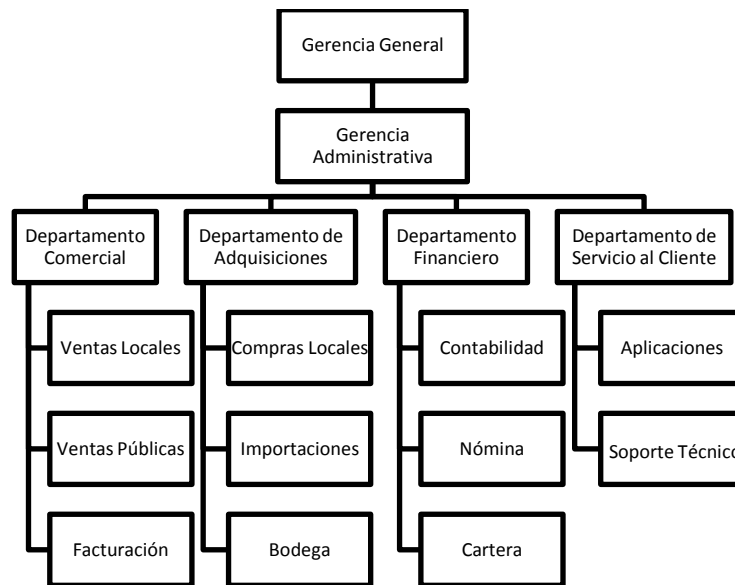 Gerencia General
Gerencia
Administrativa
Departamento
Comercial
Departamento de
Adquisiciones
Departamento
Financiero
Departamento de
Servicio al Cliente
Ventas Locales
Compras Locales
Contabilidad
Aplicaciones
Ventas Públicas
Importaciones
Nómina
Soporte Técnico
Facturación
Bodega
Cartera